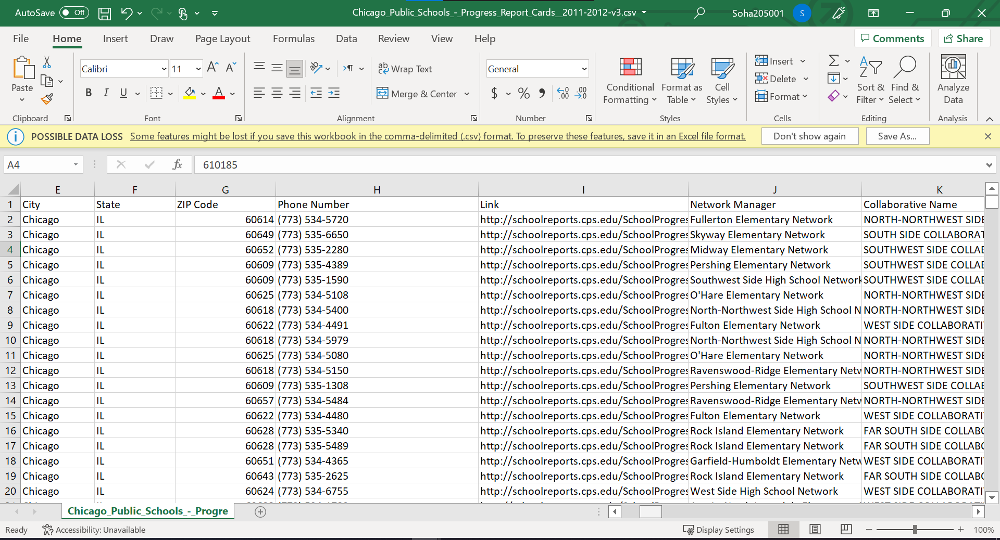 AutoSave Off Chicago_Public_Schools_-_Progress_Report_Cards__2011-2012-v3.csv Soha205001 S
File Home Insert Draw Page Layout Formulas Data Review View Help Comments Share
Paste
Clipboard
Calibri 11
B I U A
Font
ab Wrap Text
Merge & Center
Alignment
General
$ % 9 .00 .00
Number
Conditional Formatting
Format as Table
Cell Styles
Styles
Insert
Delete
Format
Cells
Sort & Filter
Find & Select
Editing
Analyze Data
Analysis
POSSIBLE DATA LOSS Some features might be lost if you save this workbook in the comma-delimited (.csv) format. To preserve these features, save it in an Excel file format. Don't show again Save As...
A4 fx 610185
E F G H I J K
1 City State ZIP Code Phone Number Link Network Manager Collaborative Name
2 Chicago IL 60614 (773) 534-5720 http://schoolreports.cps.edu/SchoolProgres Fullerton Elementary Network NORTH-NORTHWEST SIDE
3 Chicago IL 60649 (773) 535-6650 http://schoolreports.cps.edu/SchoolProgres Skyway Elementary Network SOUTH SIDE COLLABORAT
4 Chicago IL 60652 (773) 535-2280 http://schoolreports.cps.edu/SchoolProgres Midway Elementary Network SOUTHWEST SIDE COLLAB
5 Chicago IL 60609 (773) 535-4389 http://schoolreports.cps.edu/SchoolProgres Pershing Elementary Network SOUTHWEST SIDE COLLAB
6 Chicago IL 60609 (773) 535-1590 http://schoolreports.cps.edu/SchoolProgres Southwest Side High School Network SOUTHWEST SIDE COLLAB
7 Chicago IL 60625 (773) 534-5108 http://schoolreports.cps.edu/SchoolProgres O'Hare Elementary Network NORTH-NORTHWEST SIDE
8 Chicago IL 60618 (773) 534-5400 http://schoolreports.cps.edu/SchoolProgres North-Northwest Side High School N NORTH-NORTHWEST SIDE
9 Chicago IL 60622 (773) 534-4491 http://schoolreports.cps.edu/SchoolProgres Fulton Elementary Network WEST SIDE COLLABORATI
10 Chicago IL 60618 (773) 534-5979 http://schoolreports.cps.edu/SchoolProgres North-Northwest Side High School N NORTH-NORTHWEST SIDE
11 Chicago IL 60625 (773) 534-5080 http://schoolreports.cps.edu/SchoolProgres O'Hare Elementary Network NORTH-NORTHWEST SIDE
12 Chicago IL 60618 (773) 534-5150 http://schoolreports.cps.edu/SchoolProgres Ravenswood-Ridge Elementary Netw NORTH-NORTHWEST SIDE
13 Chicago IL 60609 (773) 535-1308 http://schoolreports.cps.edu/SchoolProgres Pershing Elementary Network SOUTHWEST SIDE COLLAB
14 Chicago IL 60657 (773) 534-5484 http://schoolreports.cps.edu/SchoolProgres Ravenswood-Ridge Elementary Netw NORTH-NORTHWEST SIDE
15 Chicago IL 60622 (773) 534-4480 http://schoolreports.cps.edu/SchoolProgres Fulton Elementary Network WEST SIDE COLLABORATI
16 Chicago IL 60628 (773) 535-5340 http://schoolreports.cps.edu/SchoolProgres Rock Island Elementary Network FAR SOUTH SIDE COLLABO
17 Chicago IL 60628 (773) 535-5489 http://schoolreports.cps.edu/SchoolProgres Rock Island Elementary Network FAR SOUTH SIDE COLLABO
18 Chicago IL 60651 (773) 534-4365 http://schoolreports.cps.edu/SchoolProgres Garfield-Humboldt Elementary Netw WEST SIDE COLLABORATI
19 Chicago IL 60643 (773) 535-2625 http://schoolreports.cps.edu/SchoolProgres Rock Island Elementary Network FAR SOUTH SIDE COLLABO
20 Chicago IL 60624 (773) 534-6755 http://schoolreports.cps.edu/SchoolProgres West Side High School Network WEST SIDE COLLABORATI
Chicago_Public_Schools_-_Progre
Ready Accessibility: Unavailable Display Settings 100%